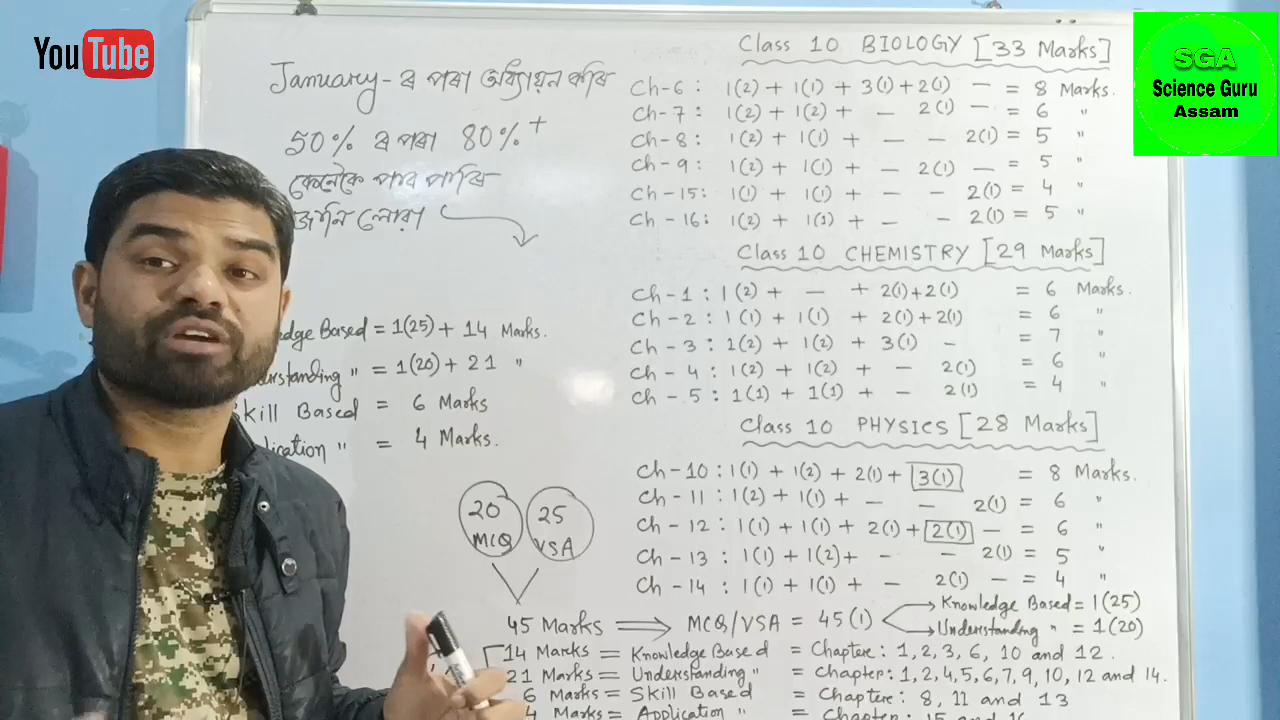 YouTube
SGA
Science Guru
Assam
January-ৰ পৰা অধ্যয়ন কৰি
50% ৰ পৰা 80%+
কেনেকৈ পাব পাৰি
জানি লোৱা
edge Based = 1(25) + 14 Marks.
derstanding " = 1(20) + 21 "
Skill Based = 6 Marks
lication " = 4 Marks.
20 MCQ
25 VSA
Class 10 BIOLOGY [33 Marks]
Ch-6: 1(2) + 1(1) + 3(1) + 2(1) — = 8 Marks.
Ch-7: 1(2) + 1(2) + — 2(1) — = 6 "
Ch-8: 1(2) + 1(1) + — — 2(1) = 5 "
Ch-9: 1(2) + 1(1) + — 2(1) — = 5 "
Ch-15: 1(1) + 1(1) + — — 2(1) = 4 "
Ch-16: 1(2) + 1(1) + — — 2(1) = 5 "
Class 10 CHEMISTRY [29 Marks]
Ch-1: 1(2) + — + 2(1)+2(1) = 6 Marks.
Ch-2: 1(1) + 1(1) + 2(1)+2(1) = 6 "
Ch-3: 1(2) + 1(2) + 3(1) — = 7 "
Ch-4: 1(2) + 1(2) + — 2(1) = 6 "
Ch-5: 1(1) + 1(1) + — 2(1) = 4 "
Class 10 PHYSICS [28 Marks]
Ch-10: 1(1) + 1(2) + 2(1) + 3(1) = 8 Marks.
Ch-11: 1(2) + 1(1) + — 2(1) = 6 "
Ch-12: 1(1) + 1(1) + 2(1) + 2(1) — = 6 "
Ch-13: 1(1) + 1(2) + — — 2(1) = 5 "
Ch-14: 1(1) + 1(1) + — 2(1) — = 4 "
45 Marks ⟹ MCQ/VSA = 45(1)
Knowledge Based = 1(25)
Understanding " = 1(20)
14 Marks = Knowledge Based = Chapter: 1, 2, 3, 6, 10 and 12.
21 Marks = Understanding " = Chapter: 1, 2, 4, 5, 6, 7, 9, 10, 12 and 14.
6 Marks = Skill Based = Chapter: 8, 11 and 13
4 Marks = Application " = Chapter: 15 and 16